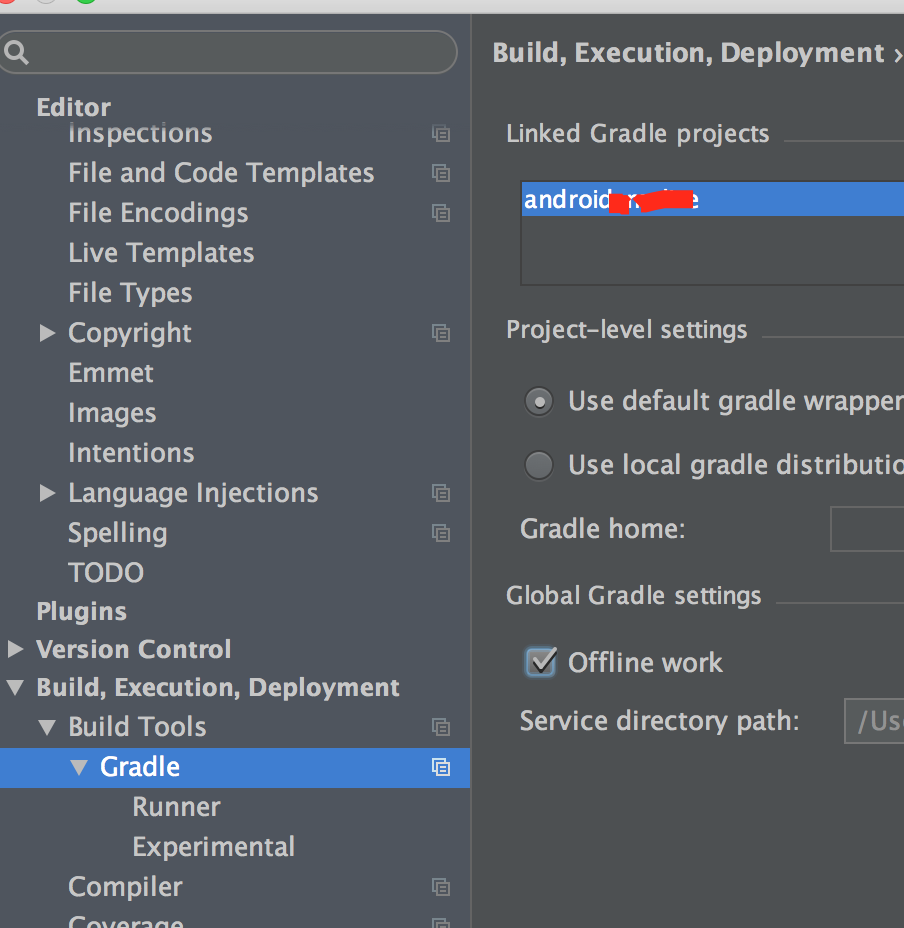 Editor
Inspections
File and Code Templates
File Encodings
Live Templates
File Types
Copyright
Emmet
Images
Intentions
Language Injections
Spelling
TODO
Plugins
Version Control
Build, Execution, Deployment
Build Tools
Gradle
Runner
Experimental
Compiler
Coverage
Build, Execution, Deployment ›
Linked Gradle projects
android
Project-level settings
Use default gradle wrapper
Use local gradle distributio
Gradle home:
Global Gradle settings
Offline work
Service directory path:
/Use